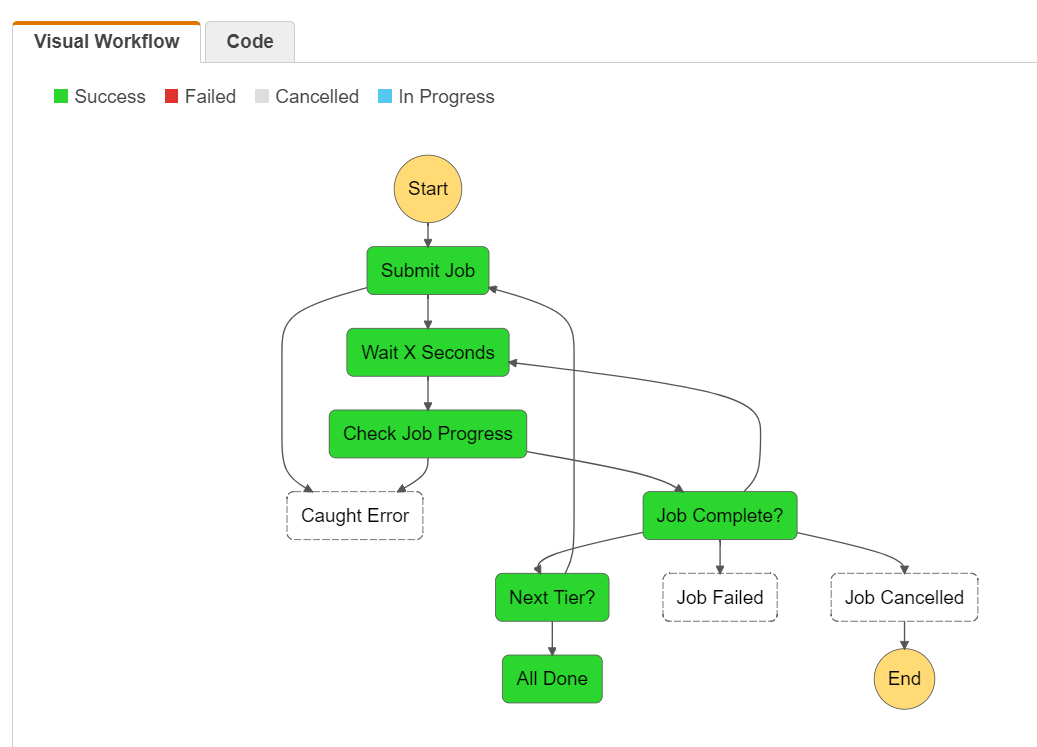 Visual Workflow
Code
Success
Failed
Cancelled
In Progress
Start
Submit Job
Wait X Seconds
Check Job Progress
Caught Error
Job Complete?
Next Tier?
Job Failed
Job Cancelled
All Done
End